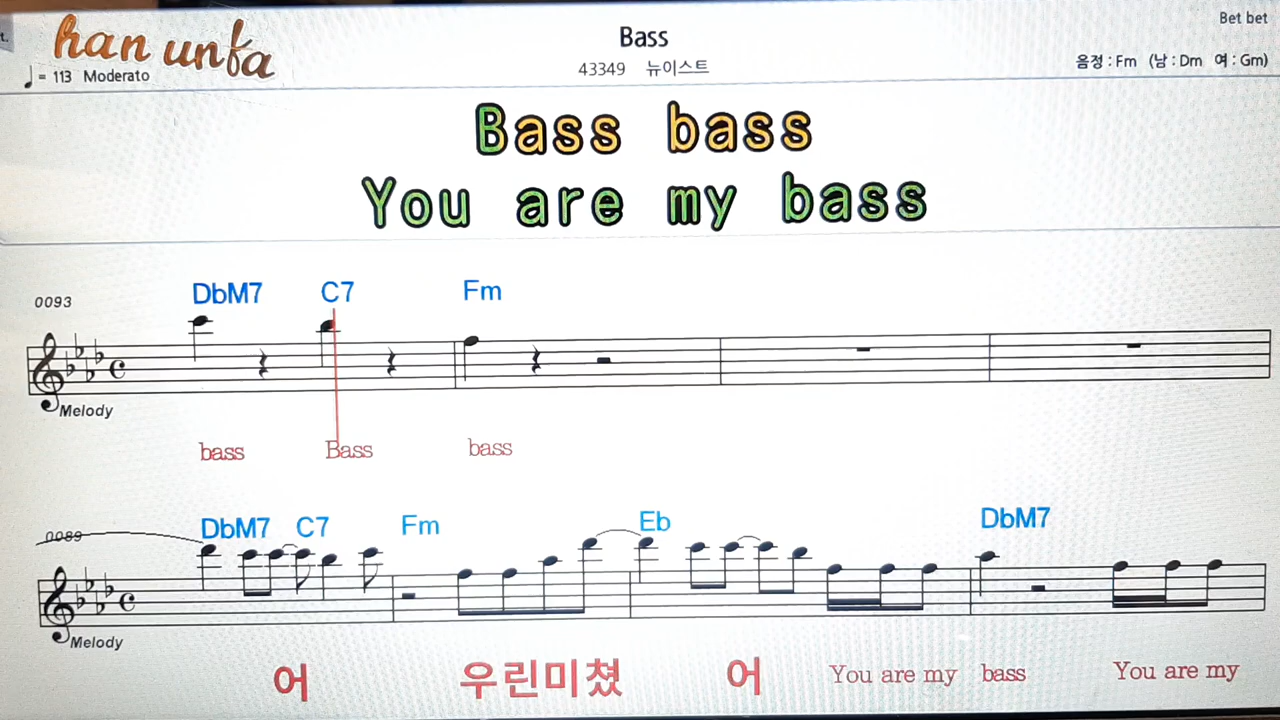 t.
han unfa
Bass
Bet bet
♩ = 113 Moderato
43349 뉴이스트
음정 : Fm (남 : Dm 여 : Gm)
Bass bass
You are my bass
0093
DbM7 C7 Fm
Melody
bass Bass bass
0089
DbM7 C7 Fm Eb DbM7
Melody
어 우린미쳤 어 You are my bass You are my